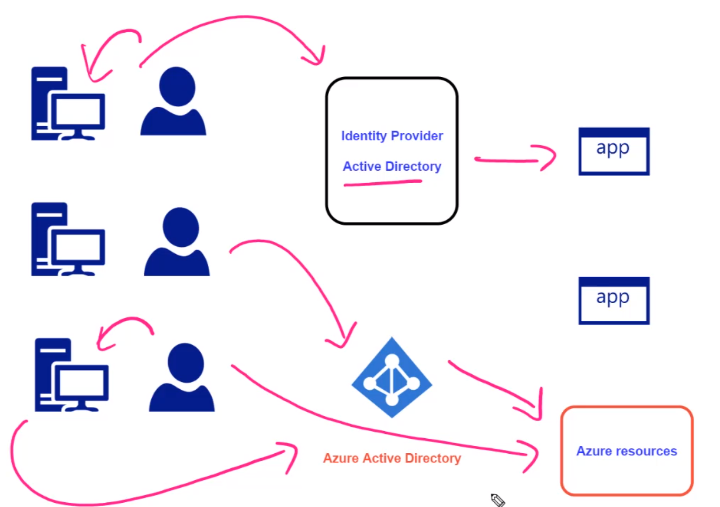 Identity Provider
Active Directory
app
app
Azure Active Directory
Azure resources